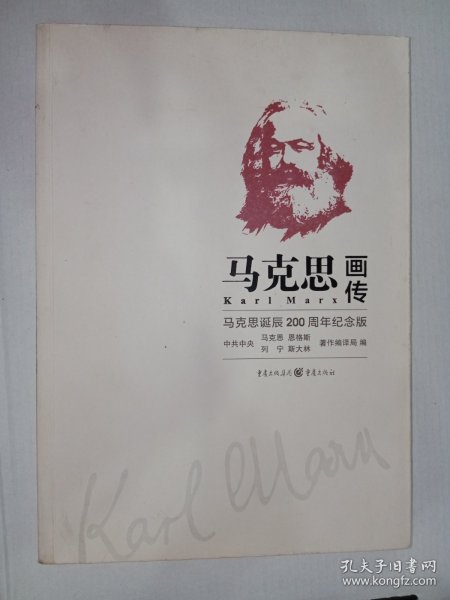 马克思画传
Karl Marx
马克思诞辰 200 周年纪念版
中共中央 马克思 恩格斯 列宁 斯大林 著作编译局 编
重庆出版集团 重庆出版社
Karl Marx
孔夫子旧书网
www.kongfz.com